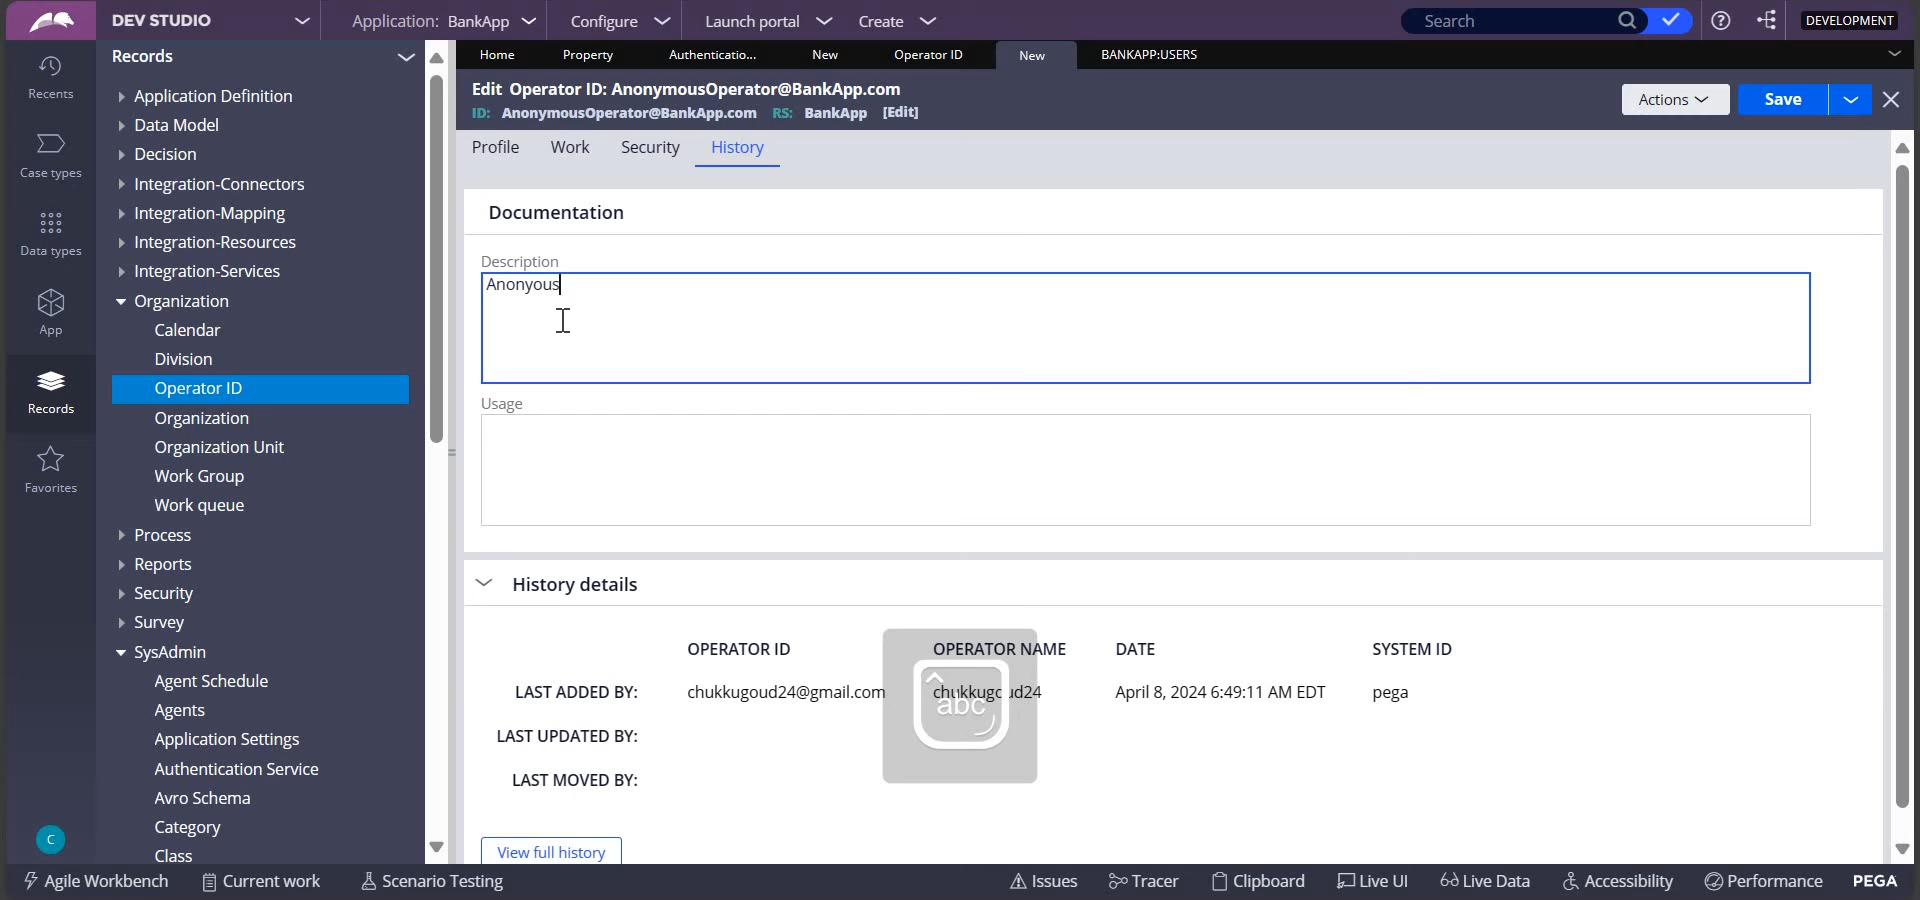 DEV STUDIO
Application: BankApp
Configure
Launch portal
Create
Search
DEVELOPMENT
Recents
Case types
Data types
App
Records
Favorites
C
Records
Application Definition
Data Model
Decision
Integration-Connectors
Integration-Mapping
Integration-Resources
Integration-Services
Organization
Calendar
Division
Operator ID
Organization
Organization Unit
Work Group
Work queue
Process
Reports
Security
Survey
SysAdmin
Agent Schedule
Agents
Application Settings
Authentication Service
Avro Schema
Category
Class
Home
Property
Authenticatio...
New
Operator ID
New
BANKAPP:USERS
Edit Operator ID: AnonymousOperator@BankApp.com
ID: AnonymousOperator@BankApp.com RS: BankApp [Edit]
Actions
Save
Profile
Work
Security
History
Documentation
Description
Anonyous
Usage
History details
OPERATOR ID OPERATOR NAME DATE SYSTEM ID
LAST ADDED BY: chukkugoud24@gmail.com chukkugoud24 April 8, 2024 6:49:11 AM EDT pega
LAST UPDATED BY:
LAST MOVED BY:
abc
View full history
Agile Workbench
Current work
Scenario Testing
Issues
Tracer
Clipboard
Live UI
Live Data
Accessibility
Performance
PEGA